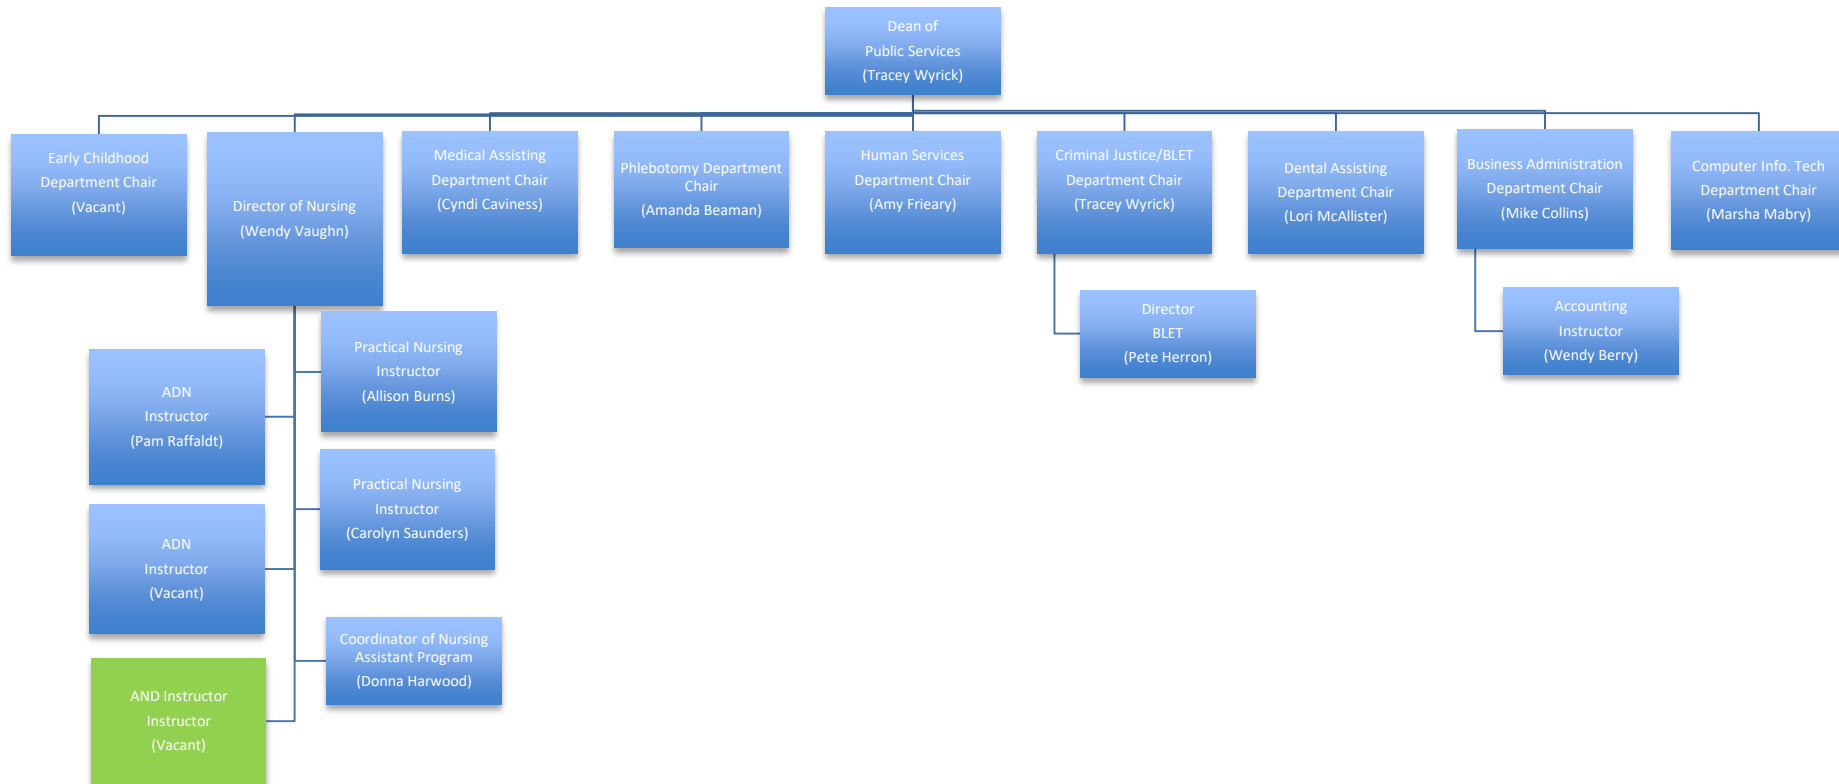 Dean of
Public Services
(Tracey Wyrick)
Early Childhood
Department Chair
(Vacant)
Director of Nursing
(Wendy Vaughn)
Medical Assisting
Department Chair
(Cyndi Caviness)
Phlebotomy Department
Chair
(Amanda Beaman)
Human Services
Department Chair
(Amy Frieary)
Criminal Justice/BLET
Department Chair
(Tracey Wyrick)
Dental Assisting
Department Chair
(Lori McAllister)
Business Administration
Department Chair
(Mike Collins)
Computer Info. Tech
Department Chair
(Marsha Mabry)
Practical Nursing
Instructor
(Allison Burns)
Director
BLET
(Pete Herron)
Accounting
Instructor
(Wendy Berry)
ADN
Instructor
(Pam Raffaldt)
Practical Nursing
Instructor
(Carolyn Saunders)
ADN
Instructor
(Vacant)
Coordinator of Nursing
Assistant Program
(Donna Harwood)
AND Instructor
Instructor
(Vacant)